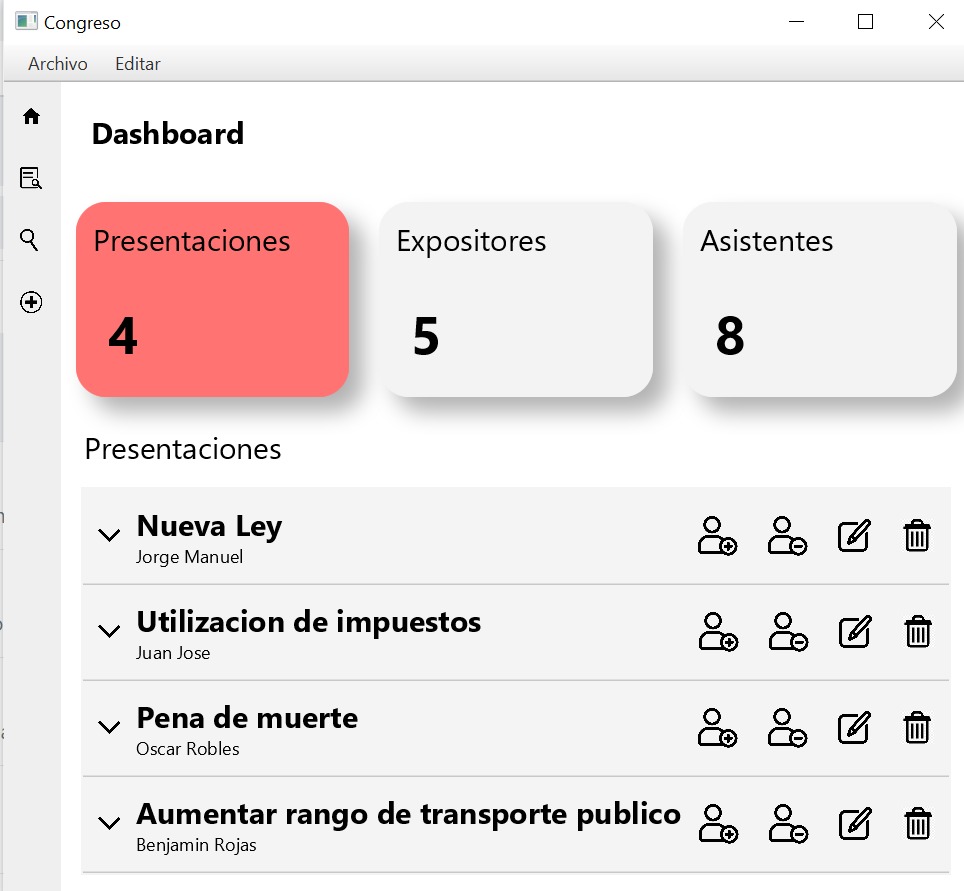 Congreso
Archivo Editar
Dashboard
Presentaciones Expositores Asistentes
4 5 8
Presentaciones
Nueva Ley
Jorge Manuel
Utilizacion de impuestos
Juan Jose
Pena de muerte
Oscar Robles
Aumentar rango de transporte publico
Benjamin Rojas